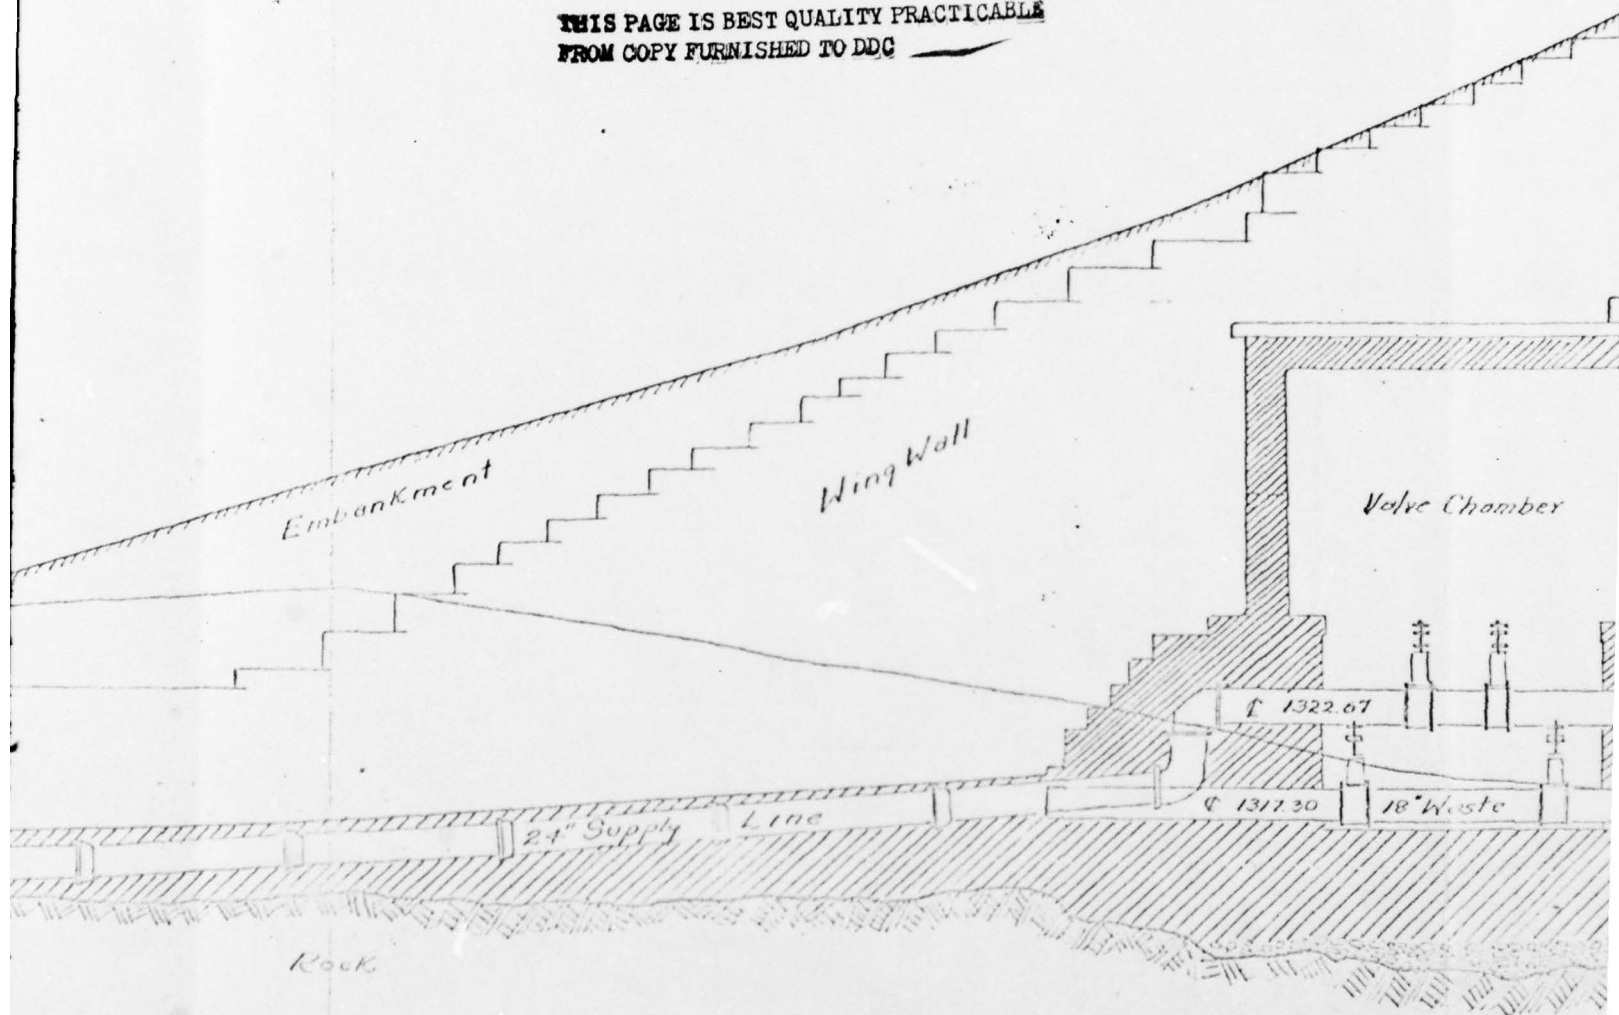 THIS PAGE IS BEST QUALITY PRACTICABLE
FROM COPY FURNISHED TO DDC
Embankment
Wing Wall
Valve Chamber
℄ 1322.67
℄ 1317.30
18" Waste
24" Supply Line
Rock